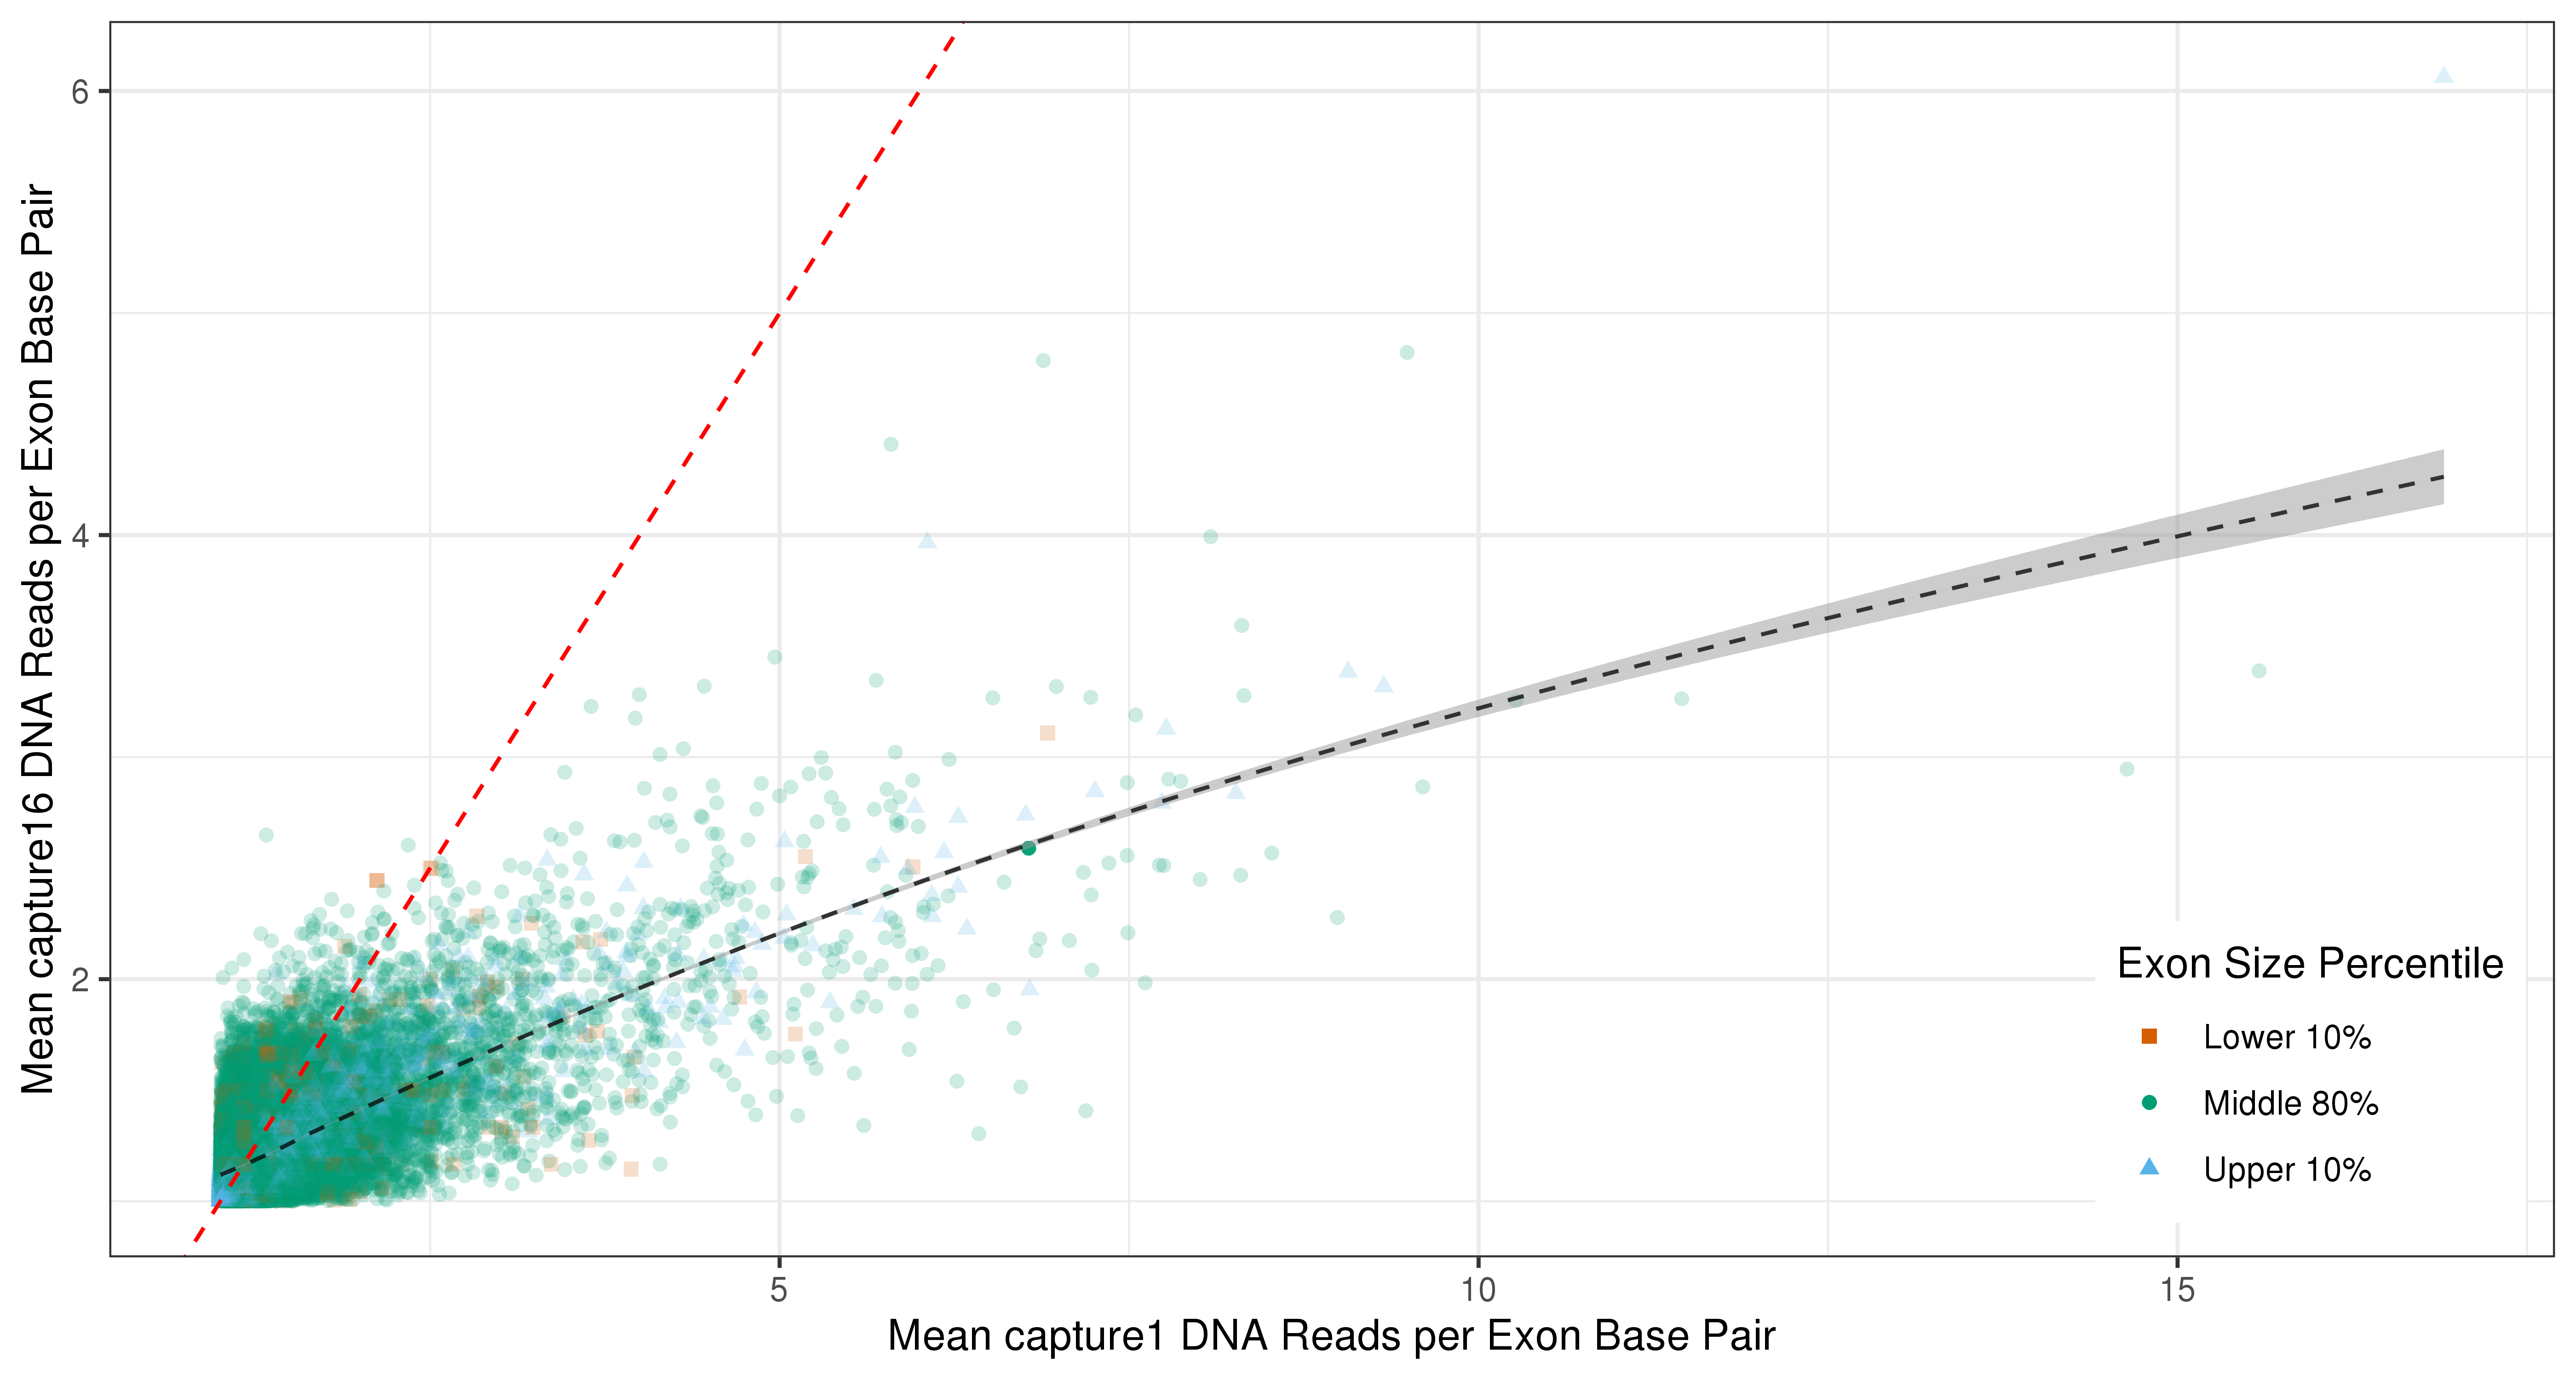 Mean capture16 DNA Reads per Exon Base Pair
6
4
2
5
10
15
Mean capture1 DNA Reads per Exon Base Pair
Exon Size Percentile
Lower 10%
Middle 80%
Upper 10%